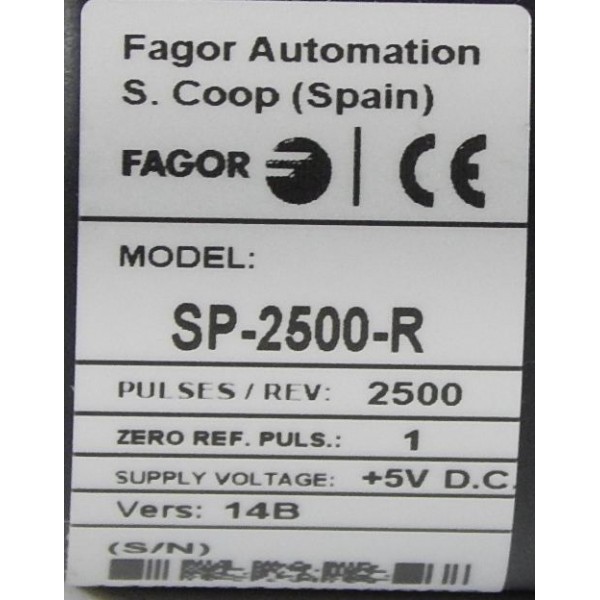 Fagor Automation
S. Coop (Spain)
FAGOR CE
MODEL:
SP-2500-R
PULSES / REV: 2500
ZERO REF. PULS.: 1
SUPPLY VOLTAGE: +5V D.C.
Vers: 14B
(S/N)